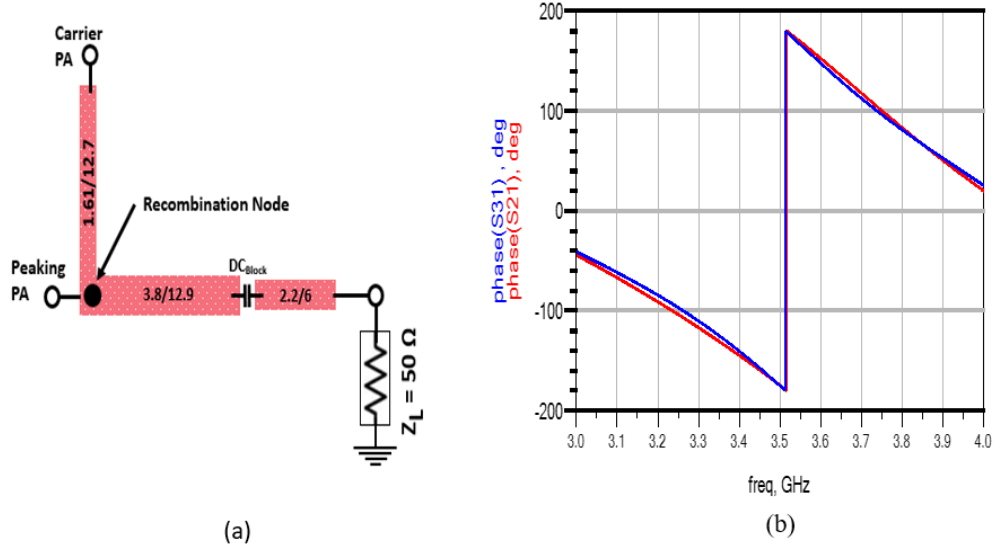 Carrier
PA
1.61/12.7
Recombination Node
Peaking
PA
3.8/12.9
DCBlock
2.2/6
ZL = 50 Ω
(a)
phase(S31) , deg
phase(S21), deg
200
100
0
-100
-200
3.0 3.1 3.2 3.3 3.4 3.5 3.6 3.7 3.8 3.9 4.0
freq, GHz
(b)